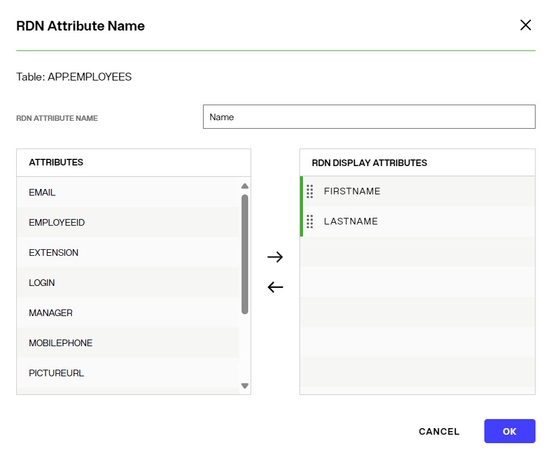 RDN Attribute Name
Table: APP.EMPLOYEES
RDN ATTRIBUTE NAME
Name
ATTRIBUTES
EMAIL
EMPLOYEEID
EXTENSION
LOGIN
MANAGER
MOBILEPHONE
PICTUREURL
RDN DISPLAY ATTRIBUTES
FIRSTNAME
LASTNAME
CANCEL
OK